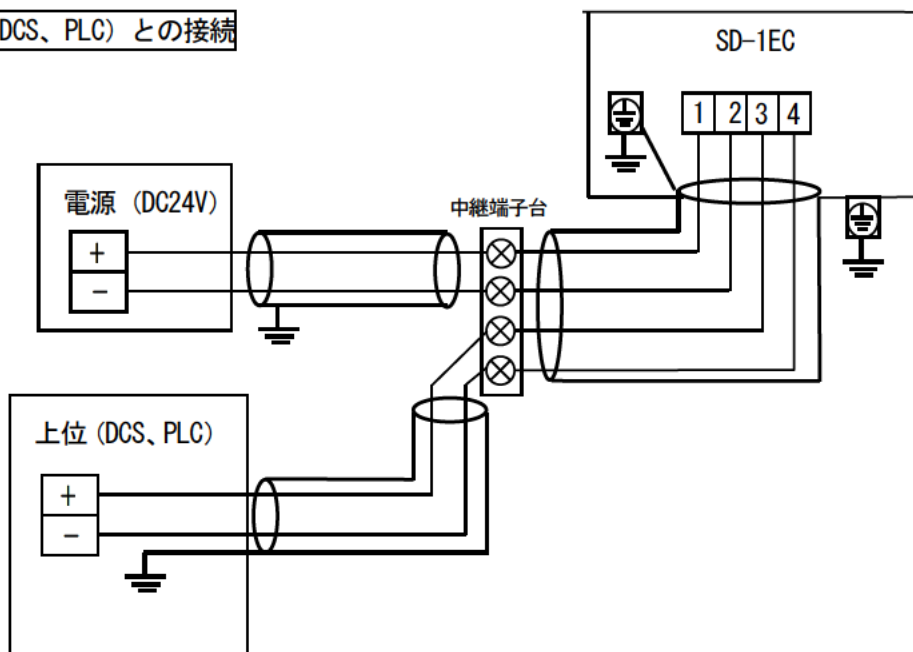 DCS、PLC) との接続
SD-1EC
1 2 3 4
電源 (DC24V)
+
-
中継端子台
上位 (DCS、PLC)
+
-